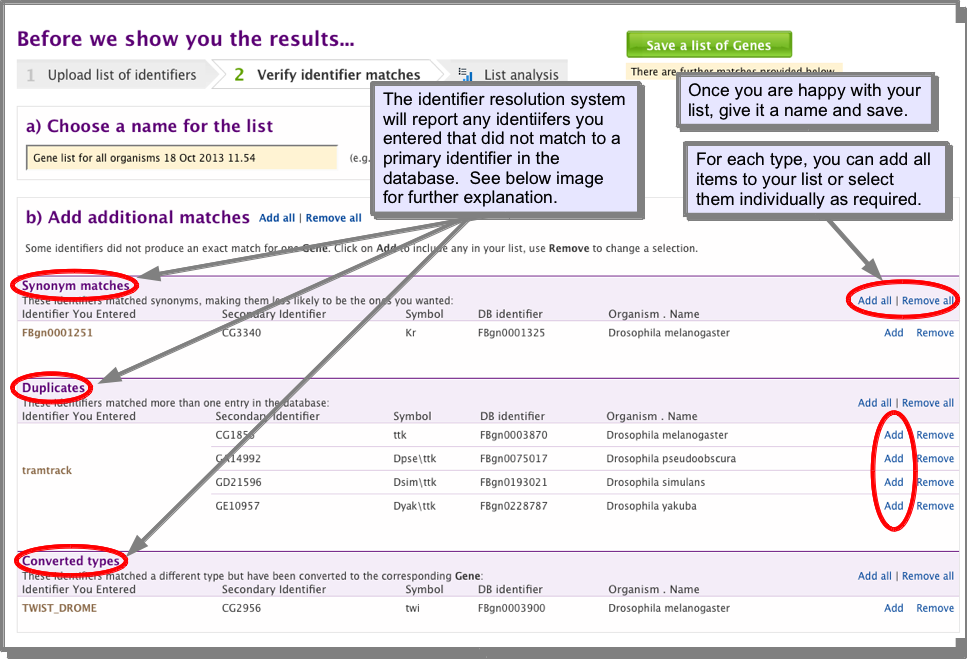 Before we show you the results...
Save a list of Genes
1 Upload list of identifiers
2 Verify identifier matches
List analysis
There are further matches provided below
The identifier resolution system
will report any identiifers you
entered that did not match to a
primary identifier in the
database. See below image
for further explanation.
Once you are happy with your
list, give it a name and save.
For each type, you can add all
items to your list or select
them individually as required.
a) Choose a name for the list
Gene list for all organisms 18 Oct 2013 11.54
(e.g.
b) Add additional matches Add all | Remove all
Some identifiers did not produce an exact match for one Gene. Click on Add to include any in your list, use Remove to change a selection.
Synonym matches
These identifiers matched synonyms, making them less likely to be the ones you wanted:
Add all | Remove all
Identifier You Entered Secondary Identifier Symbol DB identifier Organism . Name
FBgn0001251 CG3340 Kr FBgn0001325 Drosophila melanogaster Add Remove
Duplicates
These identifiers matched more than one entry in the database:
Add all | Remove all
Identifier You Entered Secondary Identifier Symbol DB identifier Organism . Name
tramtrack
CG1856 ttk FBgn0003870 Drosophila melanogaster Add Remove
GA14992 Dpse\ttk FBgn0075017 Drosophila pseudoobscura Add Remove
GD21596 Dsim\ttk FBgn0193021 Drosophila simulans Add Remove
GE10957 Dyak\ttk FBgn0228787 Drosophila yakuba Add Remove
Converted types
These identifiers matched a different type but have been converted to the corresponding Gene:
Add all | Remove all
Identifier You Entered Secondary Identifier Symbol DB identifier Organism . Name
TWIST_DROME CG2956 twi FBgn0003900 Drosophila melanogaster Add Remove